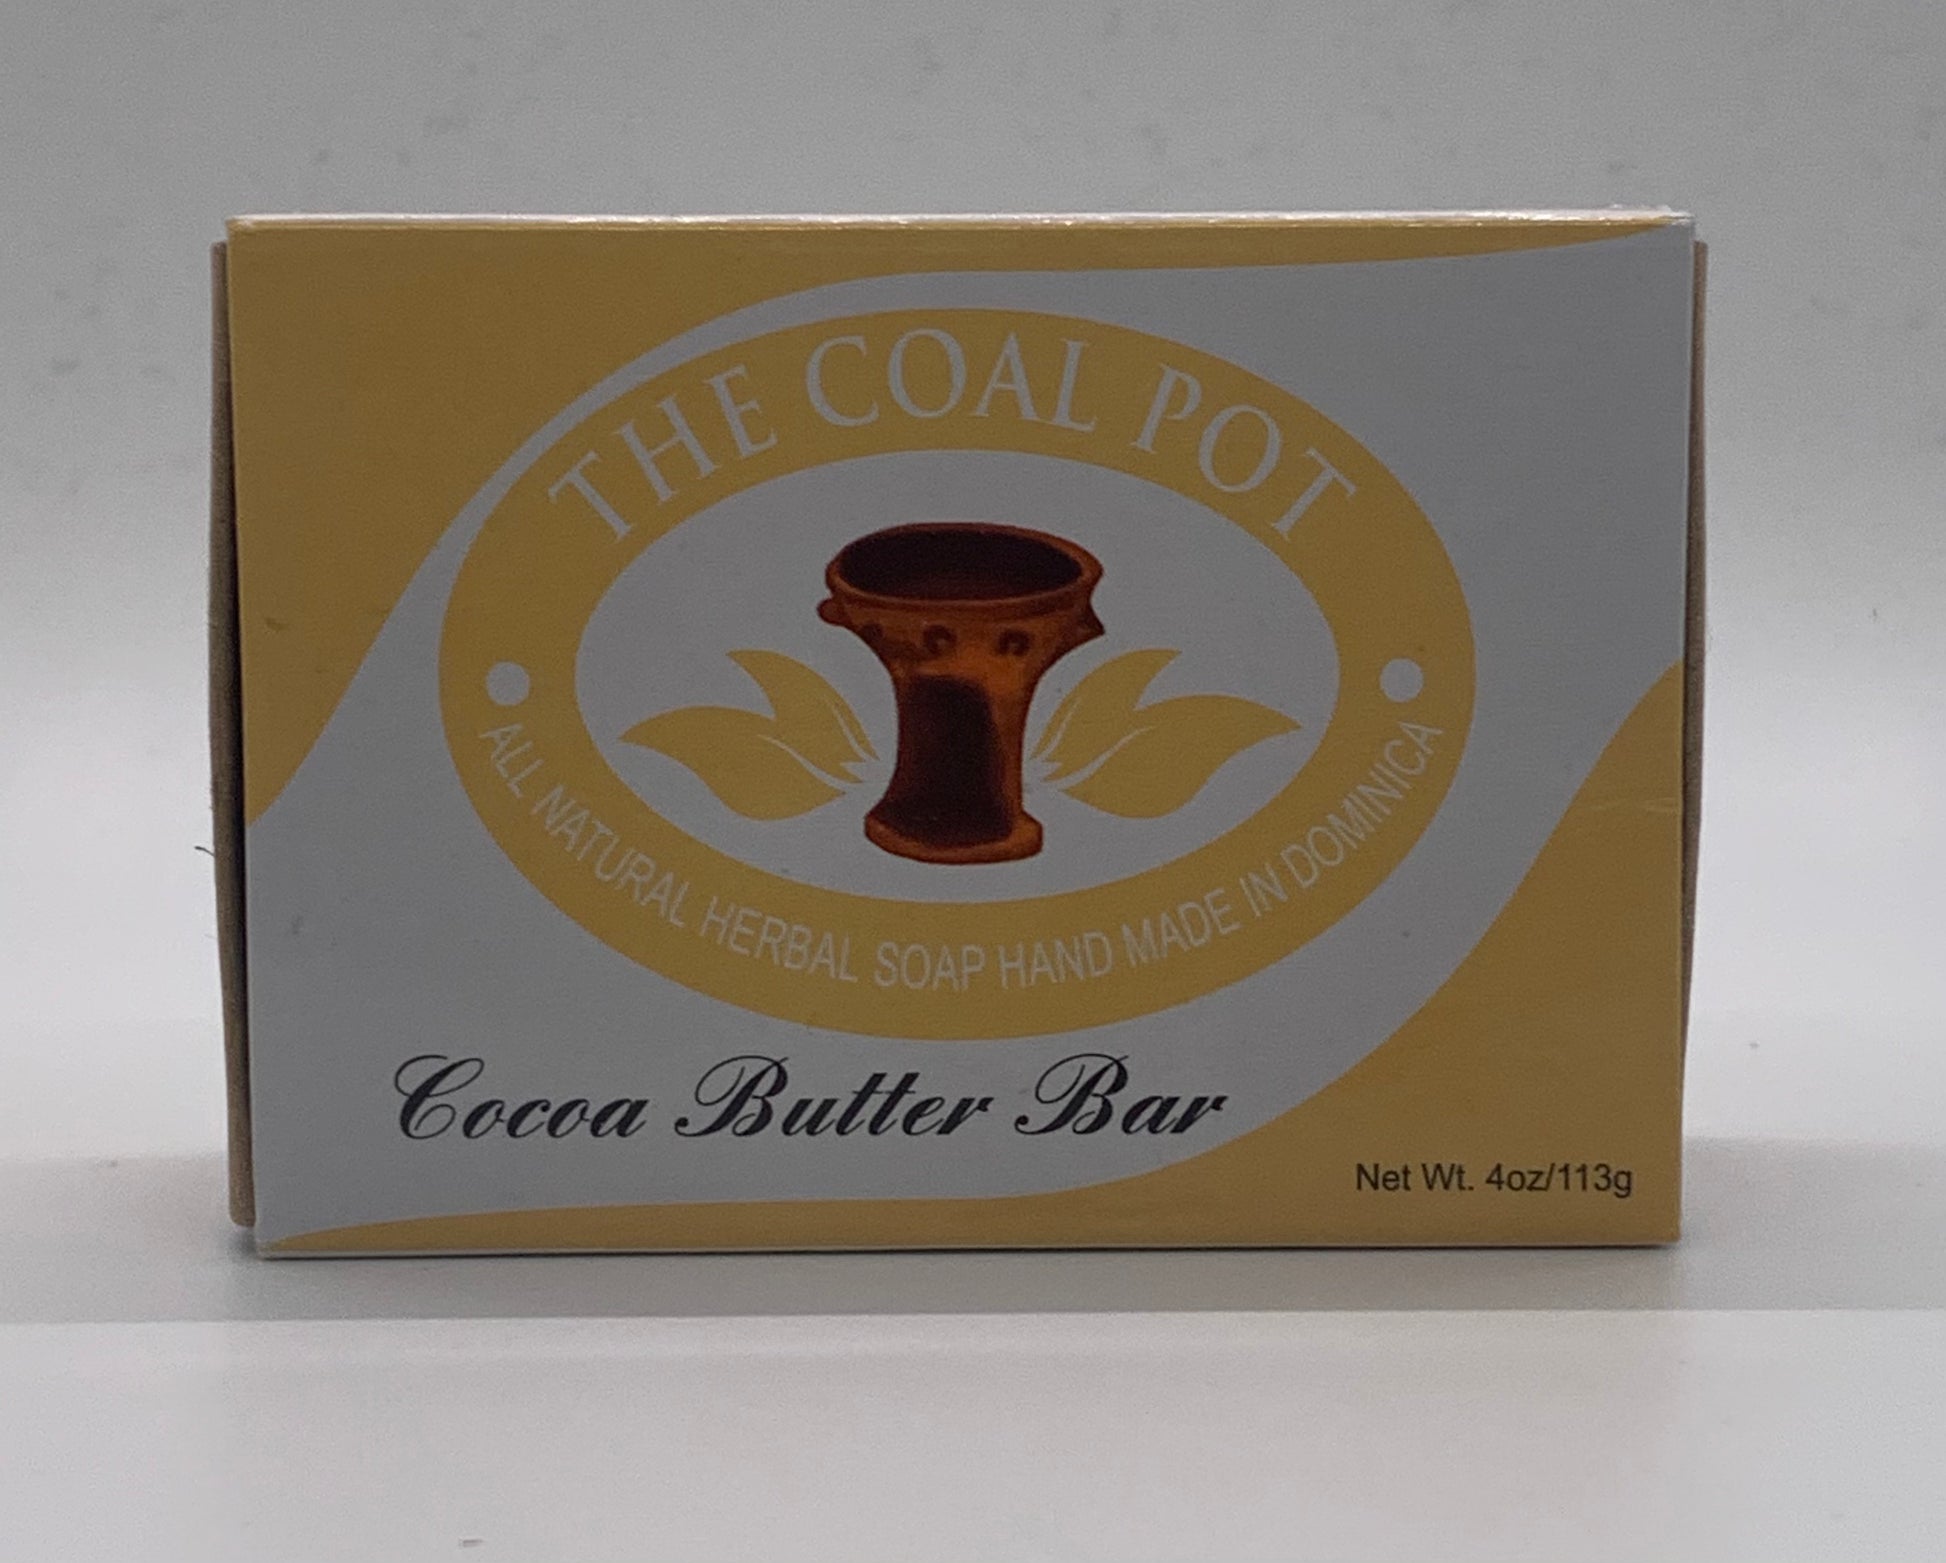 THE COAL POT
ALL NATURAL HERBAL SOAP HAND MADE IN DOMINICA
Cocoa Butter Bar
Net Wt. 4oz/113g